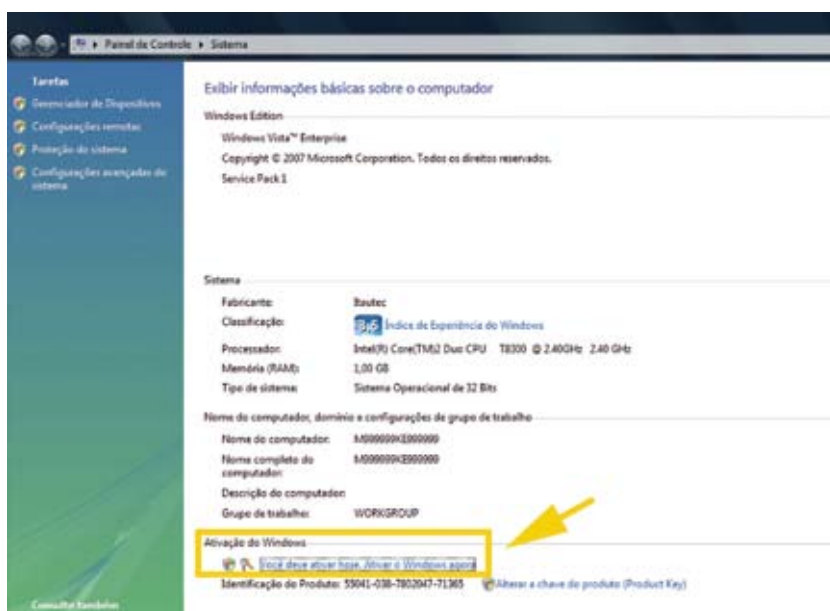 Painel de Controle ▸ Sistema
Tarefas
Gerenciador de Dispositivos
Configurações remotas
Proteção do sistema
Configurações avançadas do
sistema
Consulte também
Exibir informações básicas sobre o computador
Windows Edition
Windows Vista™ Enterprise
Copyright © 2007 Microsoft Corporation. Todos os direitos reservados.
Service Pack 1
Sistema
Fabricante: Itautec
Classificação: 3,6 Índice de Experiência do Windows
Processador: Intel(R) Core(TM)2 Duo CPU T8300 @ 2.40GHz 2.40 GHz
Memória (RAM): 1,00 GB
Tipo de sistema: Sistema Operacional de 32 Bits
Nome do computador, domínio e configurações de grupo de trabalho
Nome do computador: M999999KE999999
Nome completo do M999999KE999999
computador:
Descrição do computador:
Grupo de trabalho: WORKGROUP
Ativação do Windows
Você deve ativar hoje. Ativar o Windows agora
Identificação do Produto: 55041-038-7802047-71365 Alterar a chave do produto (Product Key)